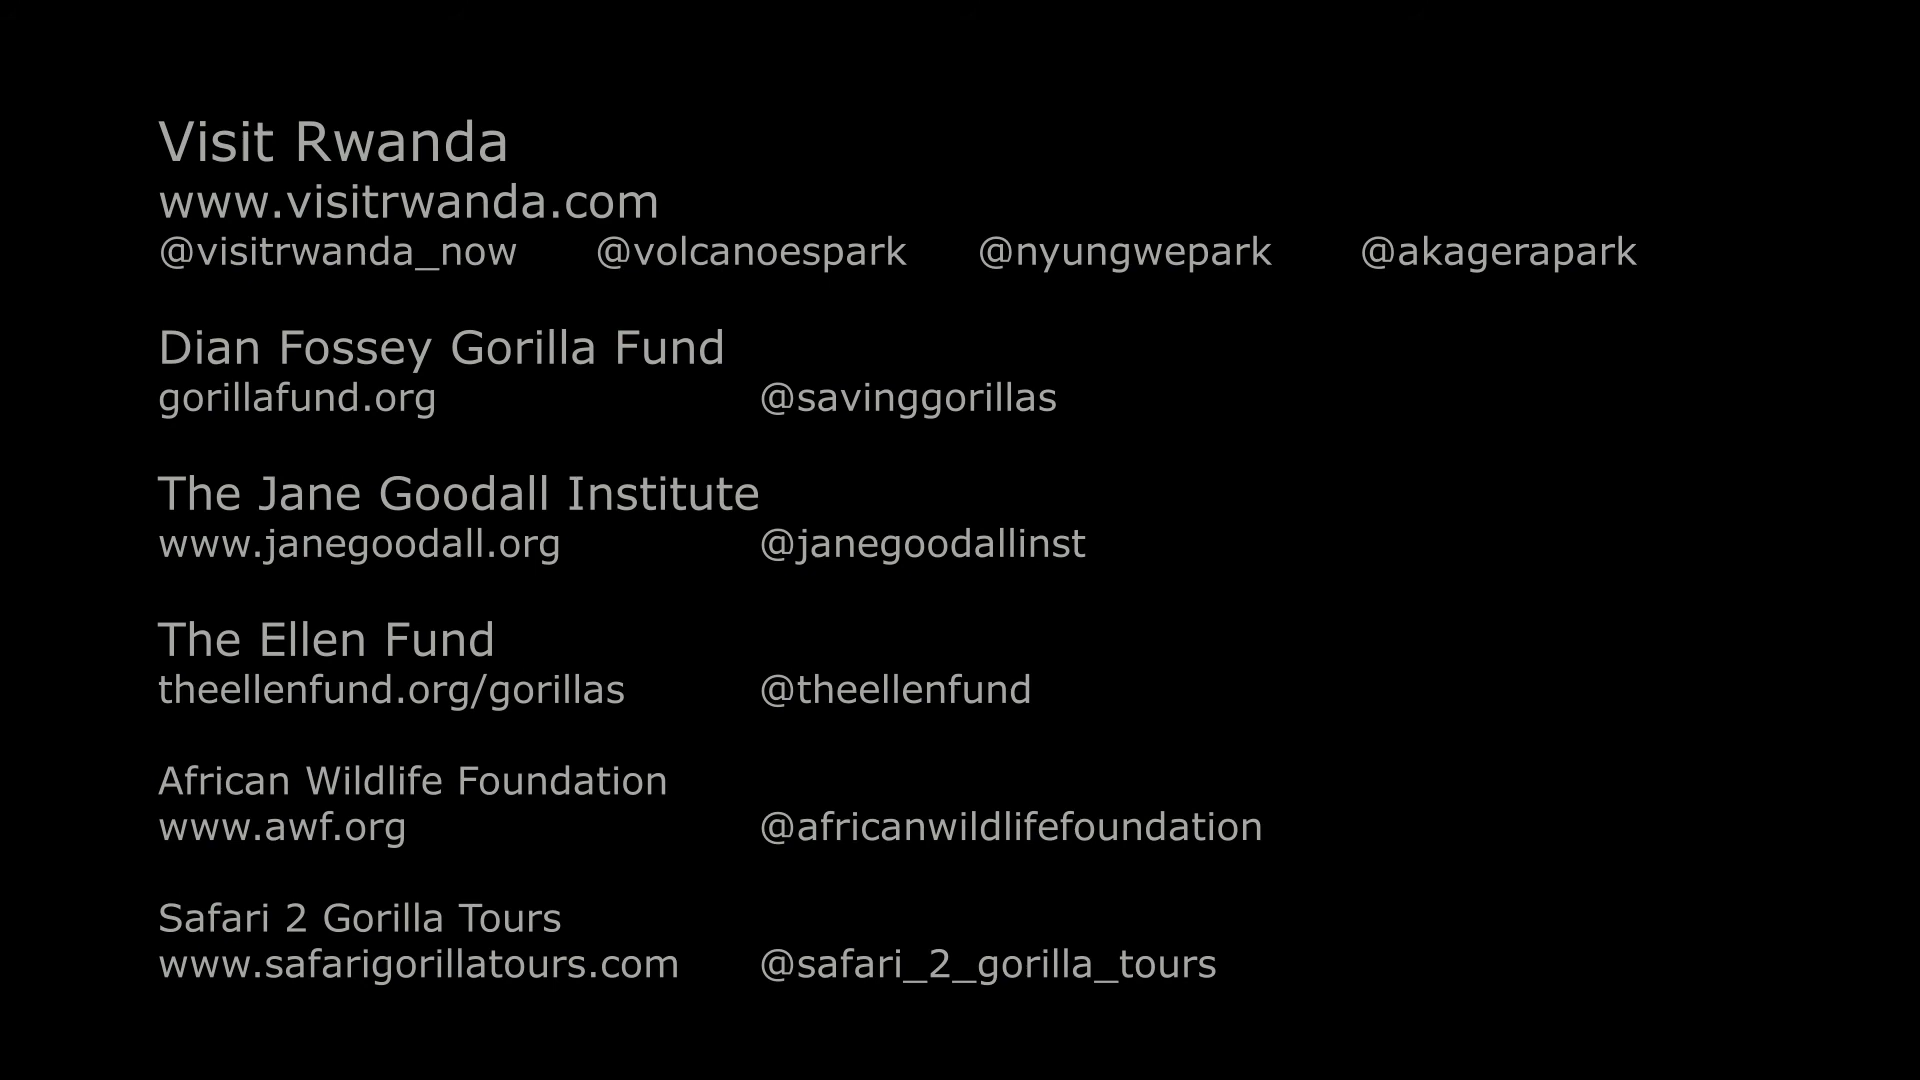 Visit Rwanda
www.visitrwanda.com
@visitrwanda_now @volcanoespark @nyungwepark @akagerapark
Dian Fossey Gorilla Fund
gorillafund.org @savinggorillas
The Jane Goodall Institute
www.janegoodall.org @janegoodallinst
The Ellen Fund
theellenfund.org/gorillas @theellenfund
African Wildlife Foundation
www.awf.org @africanwildlifefoundation
Safari 2 Gorilla Tours
www.safarigorillatours.com @safari_2_gorilla_tours